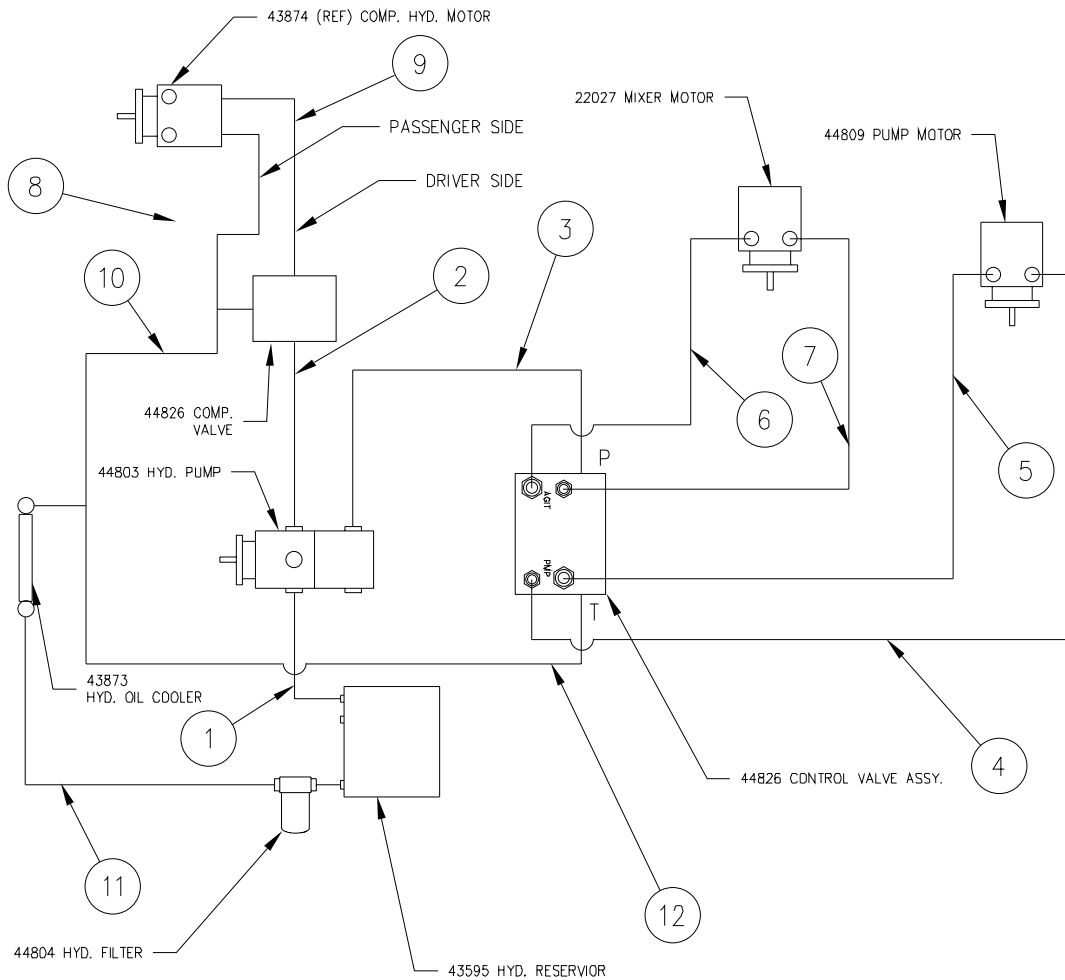 43874 (REF) COMP. HYD. MOTOR
9
22027 MIXER MOTOR
PASSENGER SIDE
44809 PUMP MOTOR
8
DRIVER SIDE
3
10
2
7
6
44826 COMP.
VALVE
P
44803 HYD. PUMP
5
AGIT
PMP
T
43873
HYD. OIL COOLER
1
4
44826 CONTROL VALVE ASSY.
11
12
44804 HYD. FILTER
43595 HYD. RESERVIOR